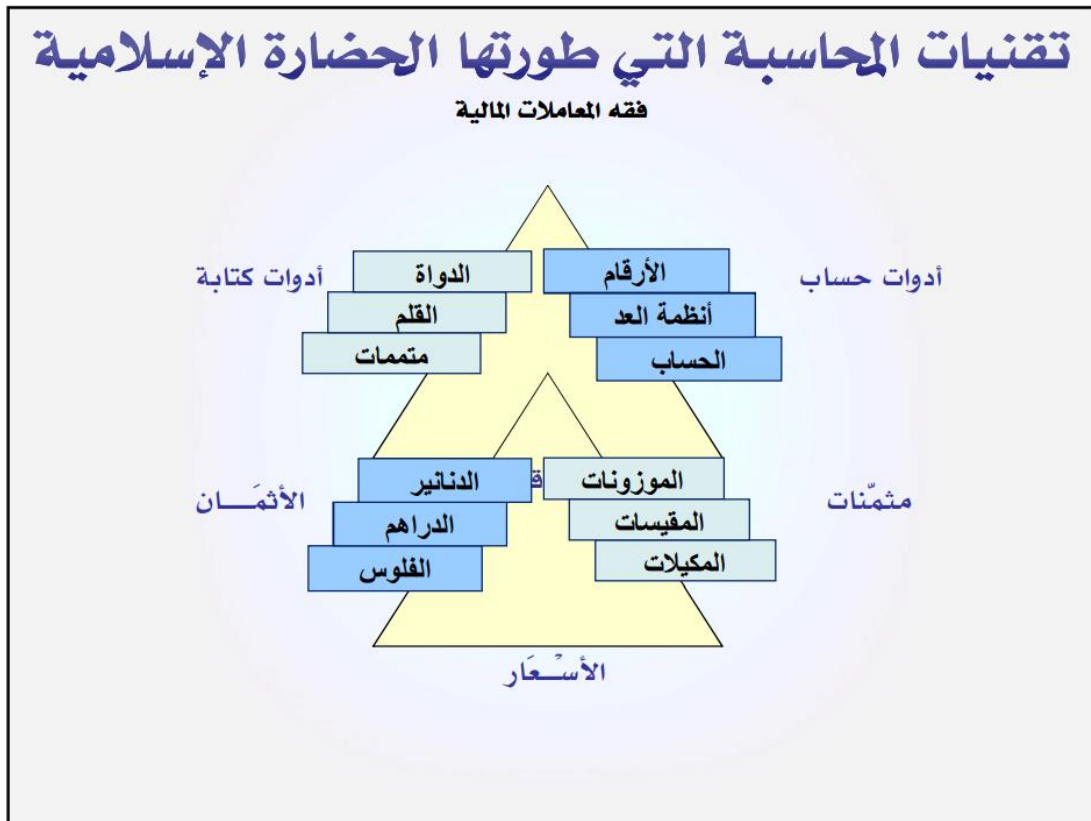 تقنيات المحاسبة التي طورتها الحضارة الإسلامية
فقه المعاملات المالية
أدوات حساب
الأرقام
أنظمة العد
الحساب
أدوات كتابة
الدواة
القلم
متممات
مثمّنات
الموزونات
المقيسات
المكيلات
الأثمَـــان
الدنانير
الدراهم
الفلوس
الأسْـــعَار